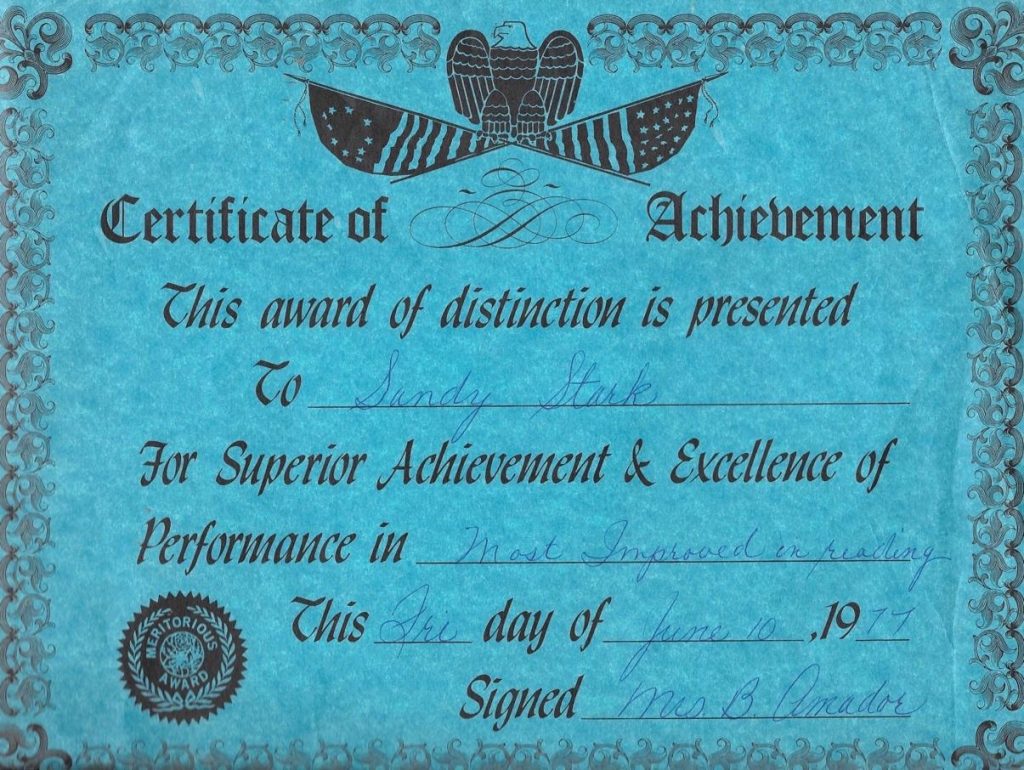 Certificate of Achievement
This award of distinction is presented
To Sandy Stark
For Superior Achievement & Excellence of
Performance in Most Improved in reading
This Fri day of June 10, 1977
MERITORIOUS AWARD
Signed Mrs. B. Amador